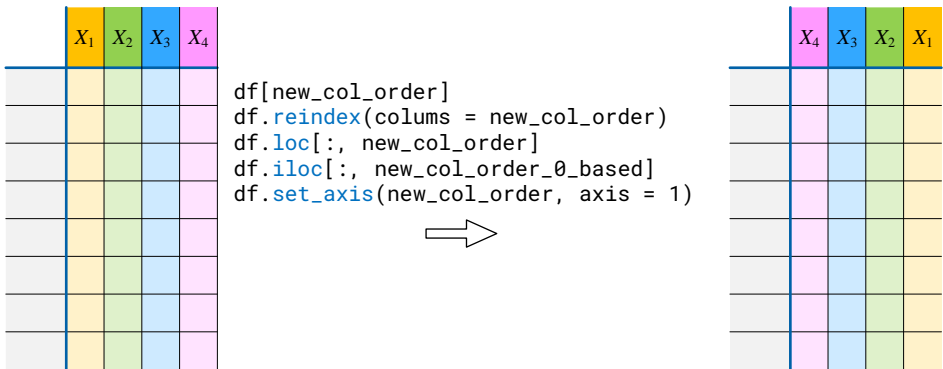 X₁ X₂ X₃ X₄
df[new_col_order]
df.reindex(colums = new_col_order)
df.loc[:, new_col_order]
df.iloc[:, new_col_order_0_based]
df.set_axis(new_col_order, axis = 1)
X₄ X₃ X₂ X₁